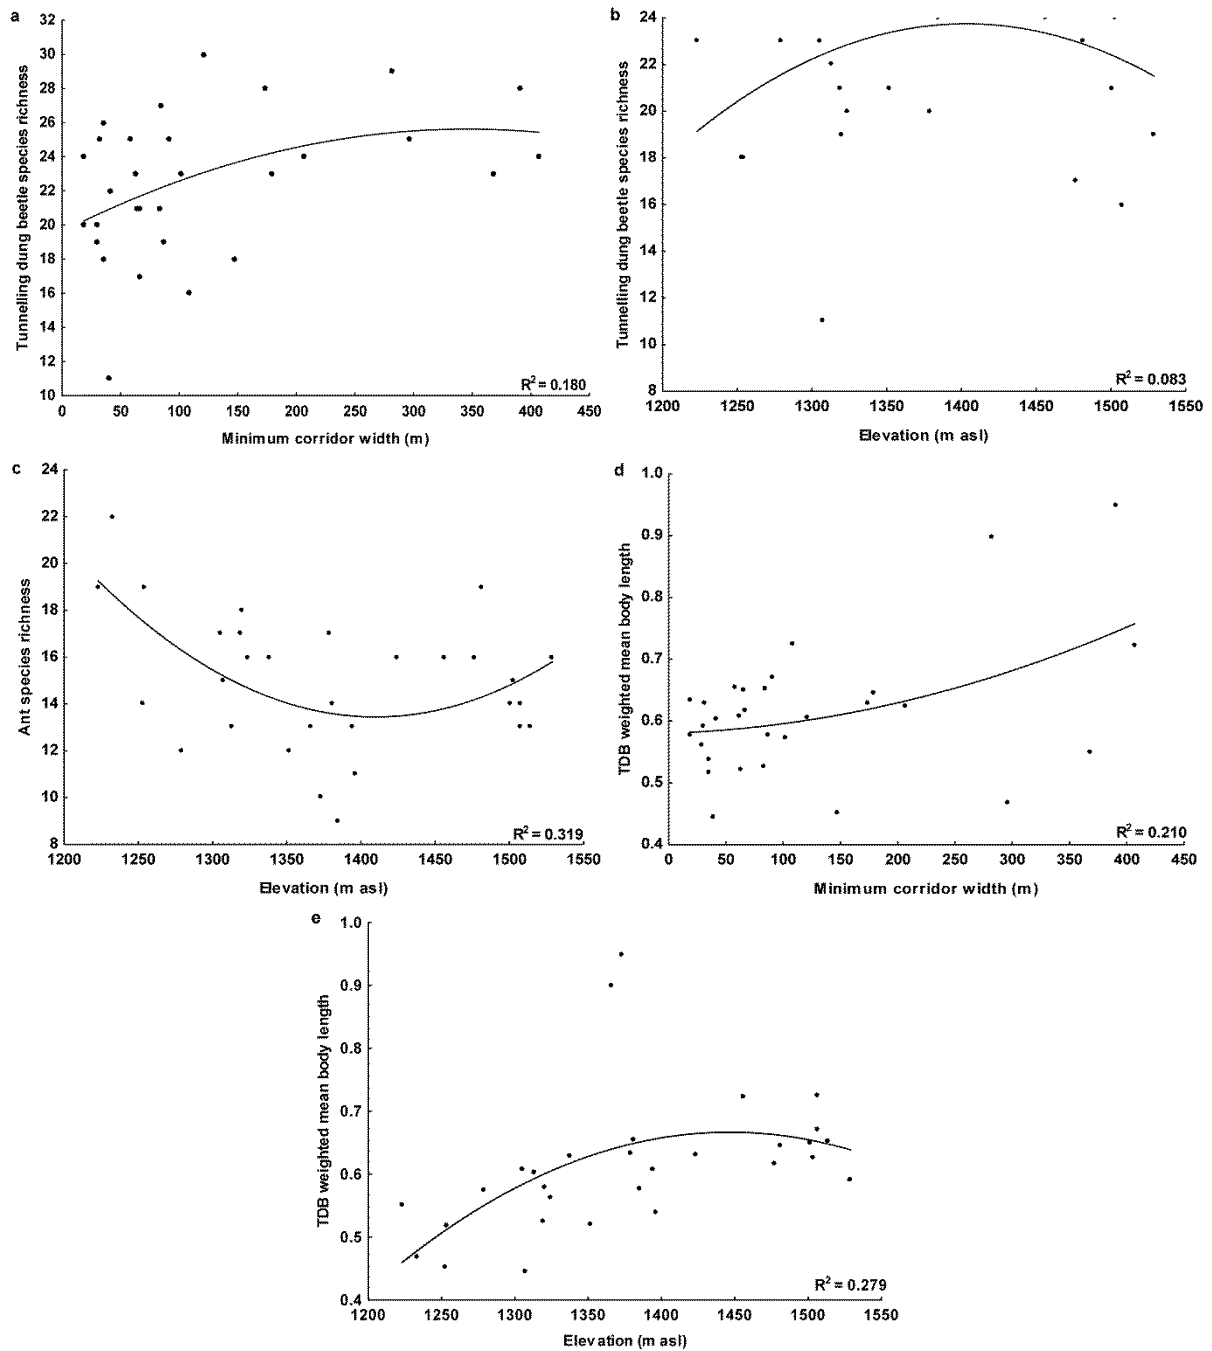 a
Tunnelling dung beetle species richness
32
30
28
26
24
22
20
18
16
14
12
10
0 50 100 150 200 250 300 350 400 450
R² = 0.180
Minimum corridor width (m)
b
Tunnelling dung beetle species richness
24
22
20
18
16
14
12
10
8
1200 1250 1300 1350 1400 1450 1500 1550
R² = 0.083
Elevation (m asl)
c
Ant species richness
24
22
20
18
16
14
12
10
8
1200 1250 1300 1350 1400 1450 1500 1550
R² = 0.319
Elevation (m asl)
d
TDB weighted mean body length
1.0
0.9
0.8
0.7
0.6
0.5
0.4
0 50 100 150 200 250 300 350 400 450
R² = 0.210
Minimum corridor width (m)
e
TDB weighted mean body length
1.0
0.9
0.8
0.7
0.6
0.5
0.4
1200 1250 1300 1350 1400 1450 1500 1550
R² = 0.279
Elevation (m asl)